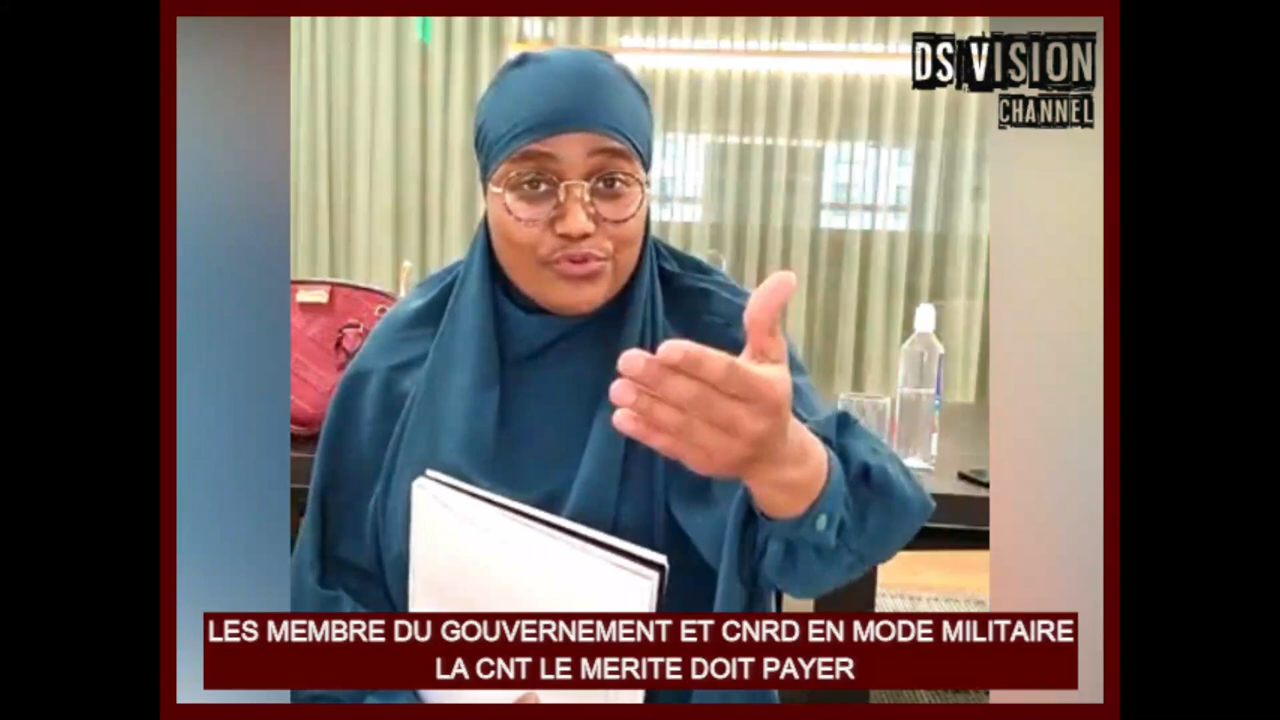 DS VISION
CHANNEL
LES MEMBRE DU GOUVERNEMENT ET CNRD EN MODE MILITAIRE
LA CNT LE MERITE DOIT PAYER